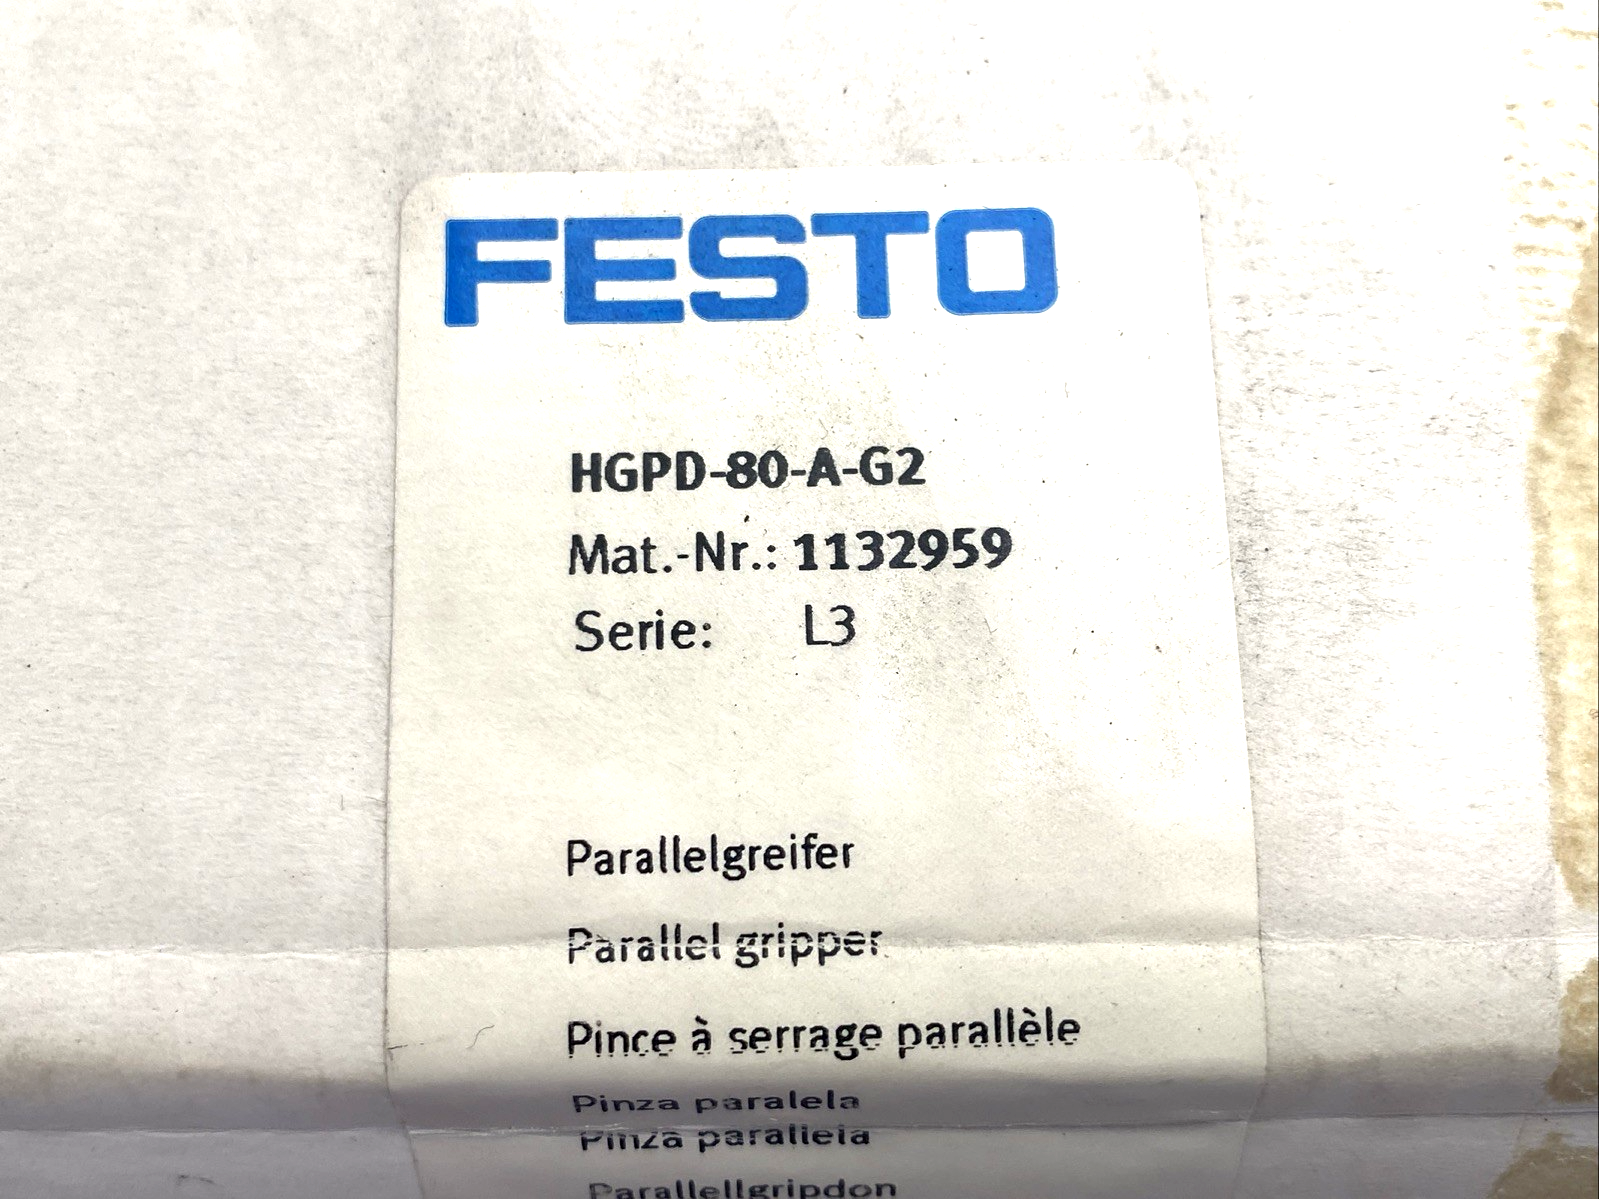 FESTO
HGPD-80-A-G2
Mat.-Nr.: 1132959
Serie: L3
Parallelgreifer
Parallel gripper
Pince à serrage parallèle
Pinza paralela
Pinza parallela
Parallellgripdon